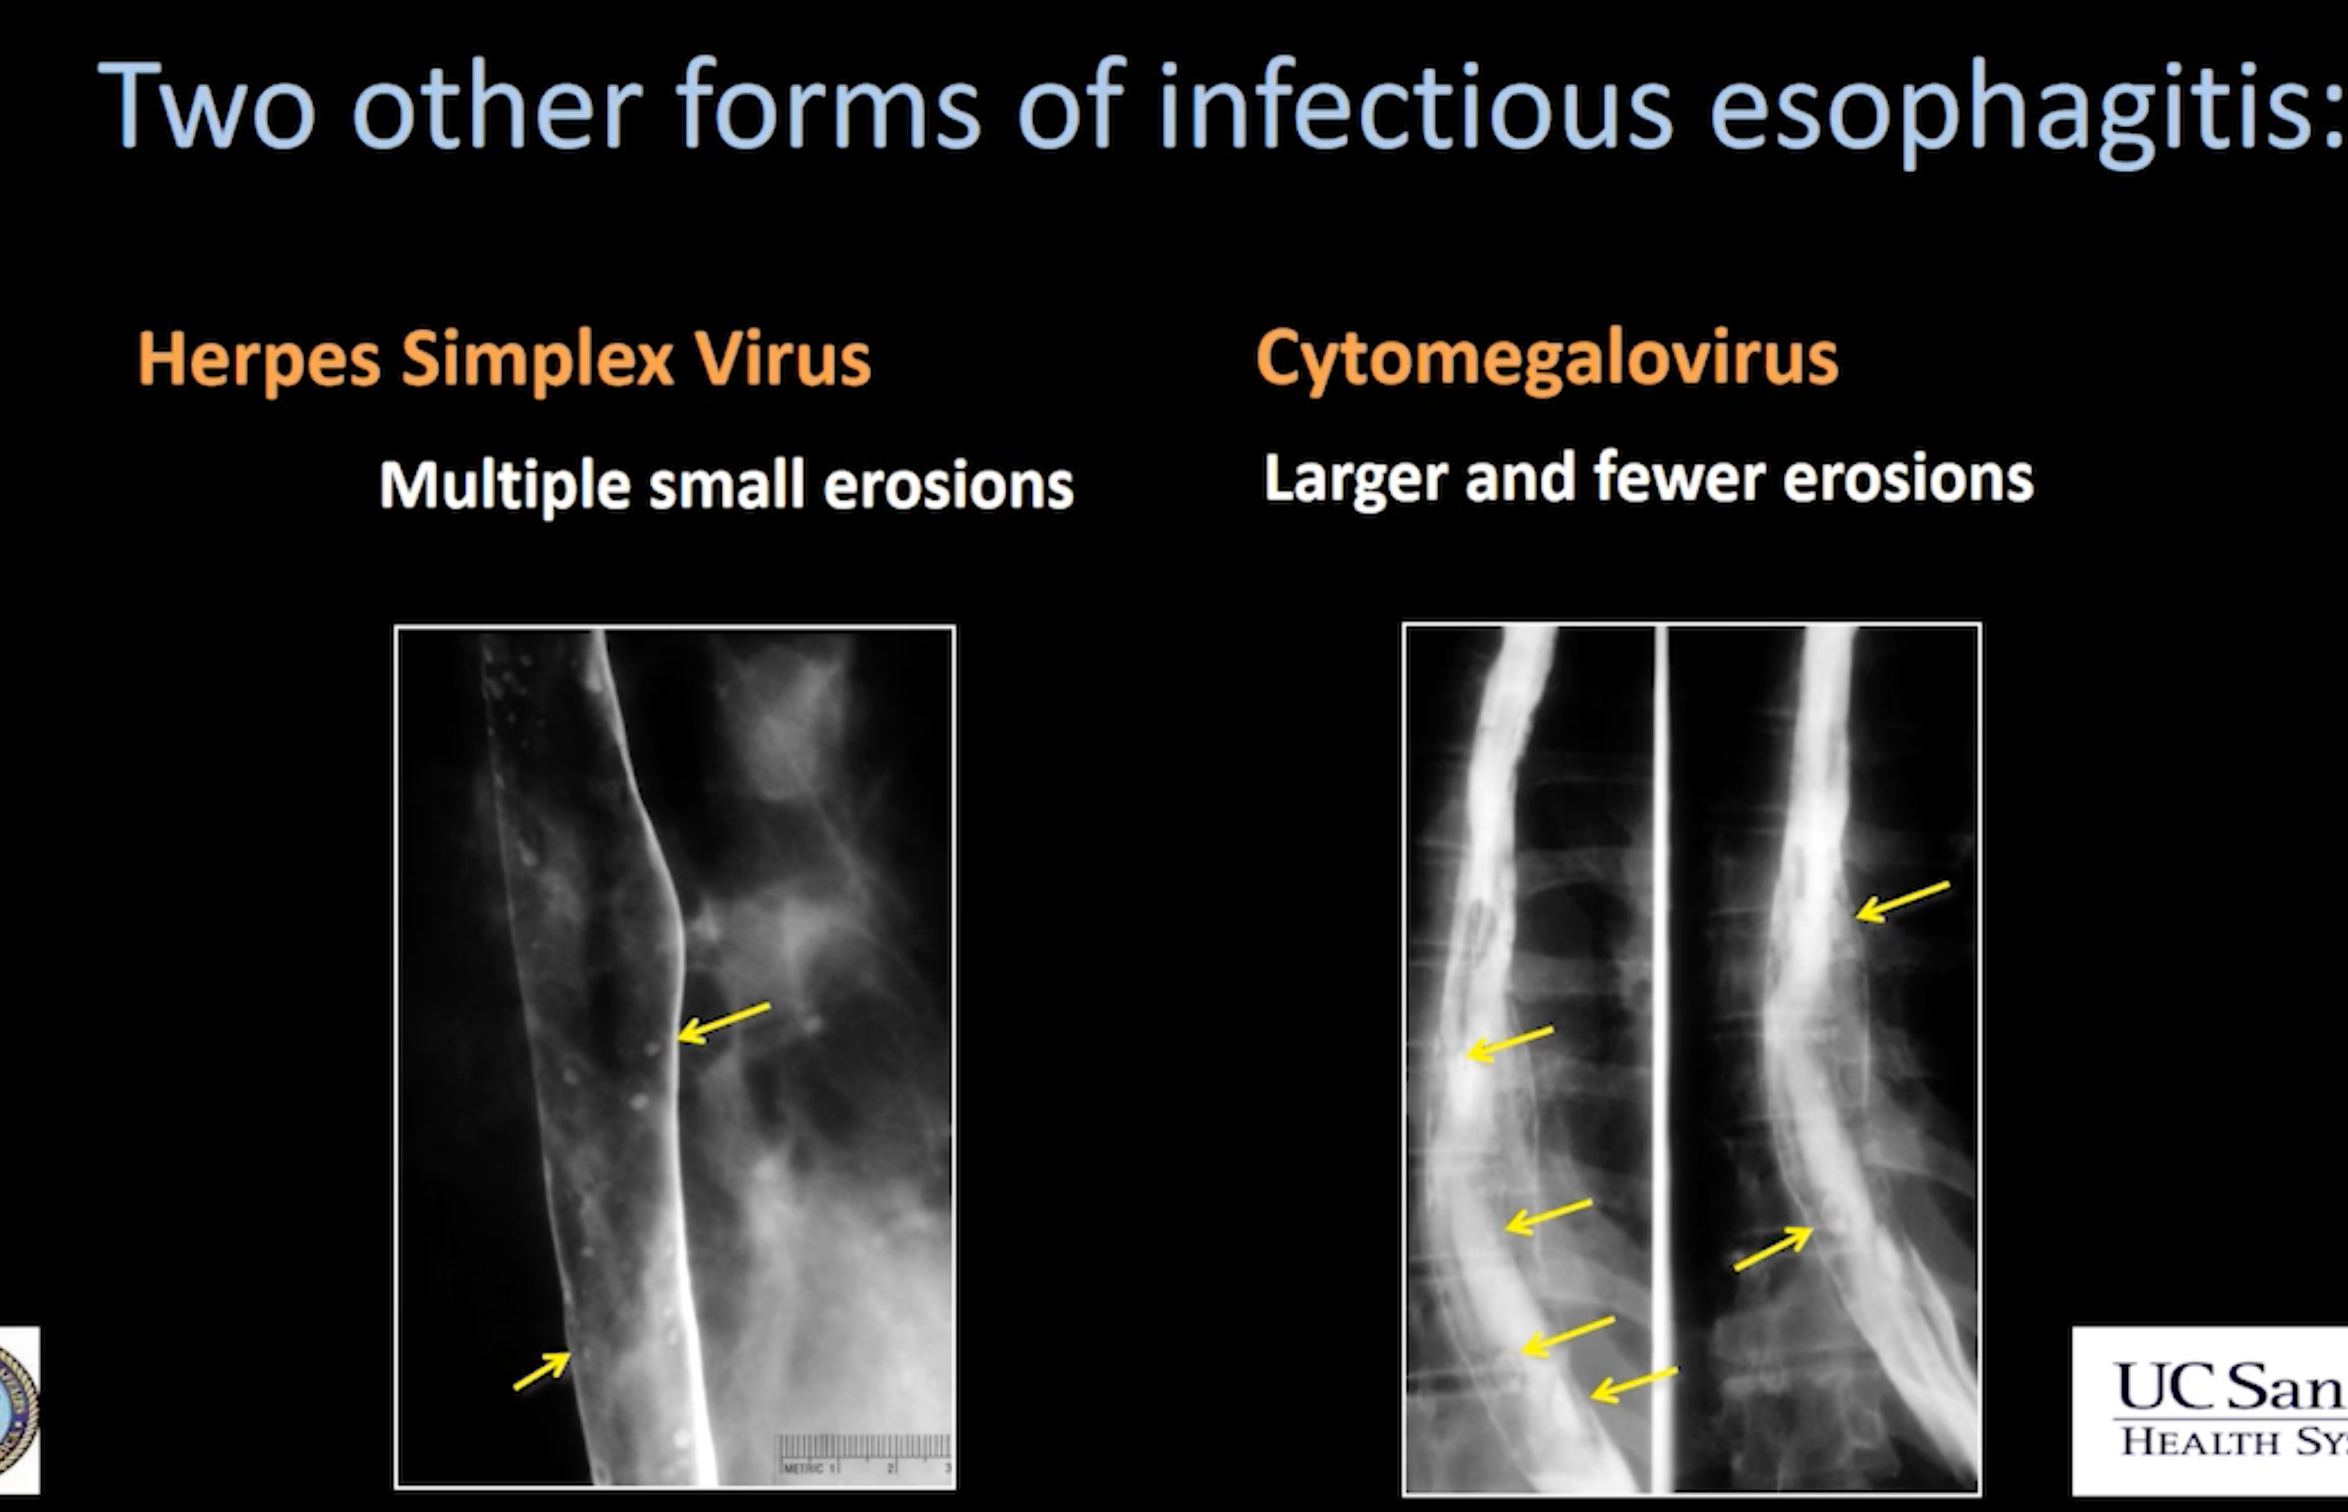 Two other forms of infectious esophagitis:
Herpes Simplex Virus
Cytomegalovirus
Multiple small erosions
Larger and fewer erosions
METRIC 1 2 3
UC San
HEALTH SYS